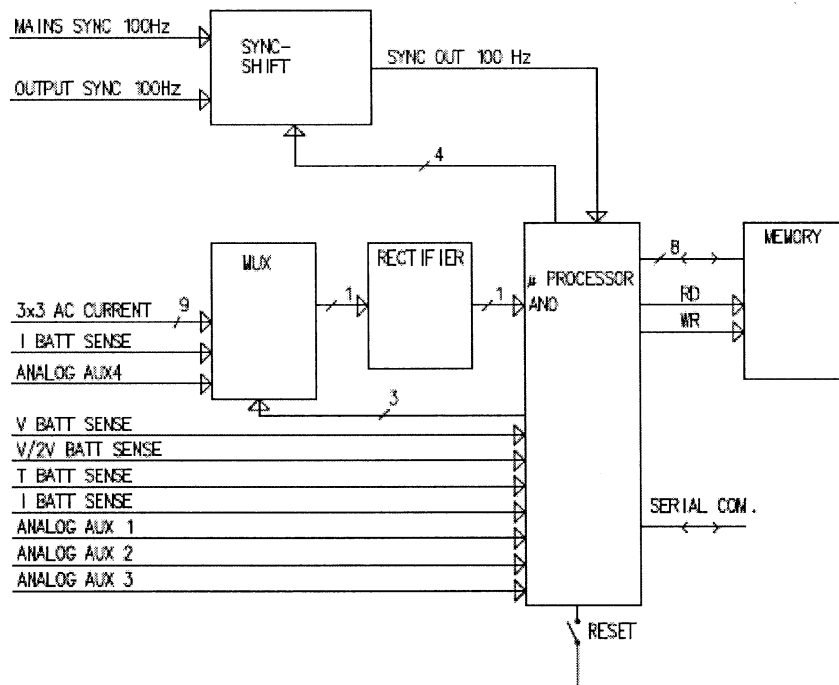 MAINS SYNC 100Hz
SYNC-
SHIFT
SYNC OUT 100 Hz
OUTPUT SYNC 100Hz
4
MUX
RECTIFIER
μ PROCESSOR
8
MEMORY
3x3 AC CURRENT
9
1
1
AN0
RD
WR
I BATT SENSE
ANALOG AUX4
3
V BATT SENSE
V/2V BATT SENSE
T BATT SENSE
I BATT SENSE
SERIAL COM.
ANALOG AUX 1
ANALOG AUX 2
ANALOG AUX 3
RESET